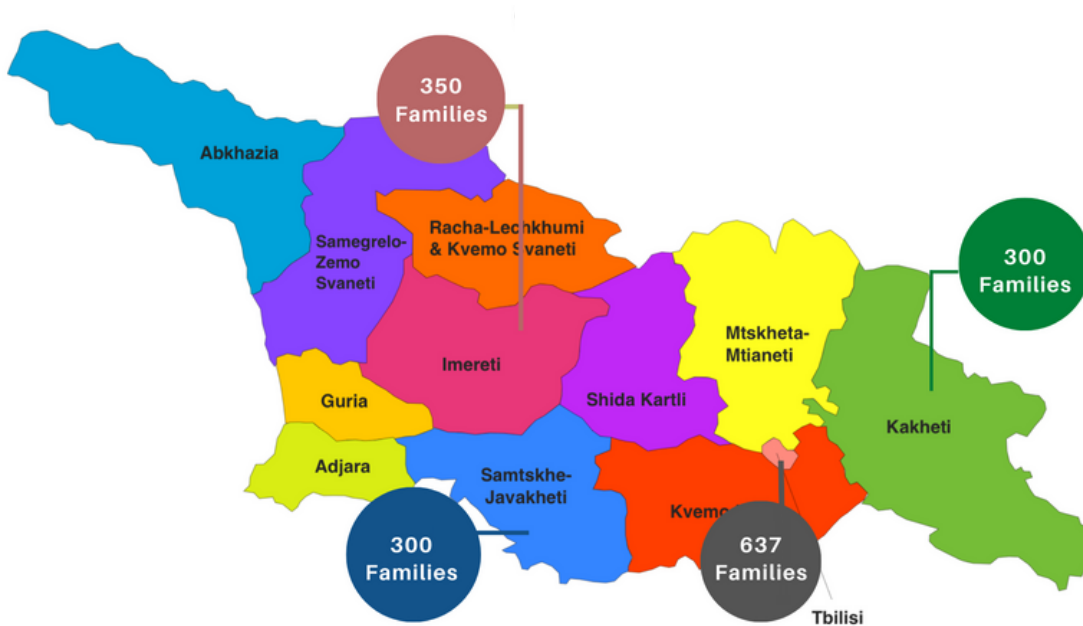 350
Families
Abkhazia
Racha-Lechkhumi
& Kvemo Svaneti
Samegrelo-
Zemo
Svaneti
300
Families
Mtskheta-
Mtianeti
Imereti
Guria
Shida Kartli
Kakheti
Adjara
Samtskhe-
Javakheti
Kvemo
300
Families
637
Families
Tbilisi